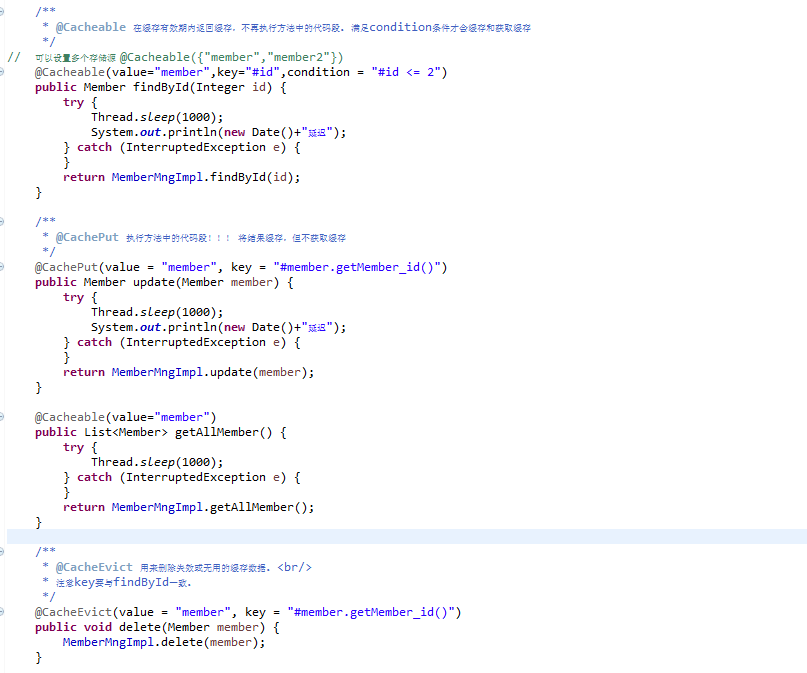 /**
 * @Cacheable 在缓存有效期内返回缓存，不再执行方法中的代码段. 满足condition条件才会缓存和获取缓存
 */
//  可以设置多个存储源 @Cacheable({"member","member2"})
@Cacheable(value="member",key="#id",condition = "#id <= 2")
public Member findById(Integer id) {
    try {
        Thread.sleep(1000);
        System.out.println(new Date()+"延迟");
    } catch (InterruptedException e) {
    }
    return MemberMngImpl.findById(id);
}
/**
 * @CachePut 执行方法中的代码段！！！ 将结果缓存，但不获取缓存
 */
@CachePut(value = "member", key = "#member.getMember_id()")
public Member update(Member member) {
    try {
        Thread.sleep(1000);
        System.out.println(new Date()+"延迟");
    } catch (InterruptedException e) {
    }
    return MemberMngImpl.update(member);
}
@Cacheable(value="member")
public List<Member> getAllMember() {
    try {
        Thread.sleep(1000);
    } catch (InterruptedException e) {
    }
    return MemberMngImpl.getAllMember();
}
/**
 * @CacheEvict 用来删除失效或无用的缓存数据. <br/>
 * 注意key要与findById一致.
 */
@CacheEvict(value = "member", key = "#member.getMember_id()")
public void delete(Member member) {
    MemberMngImpl.delete(member);
}